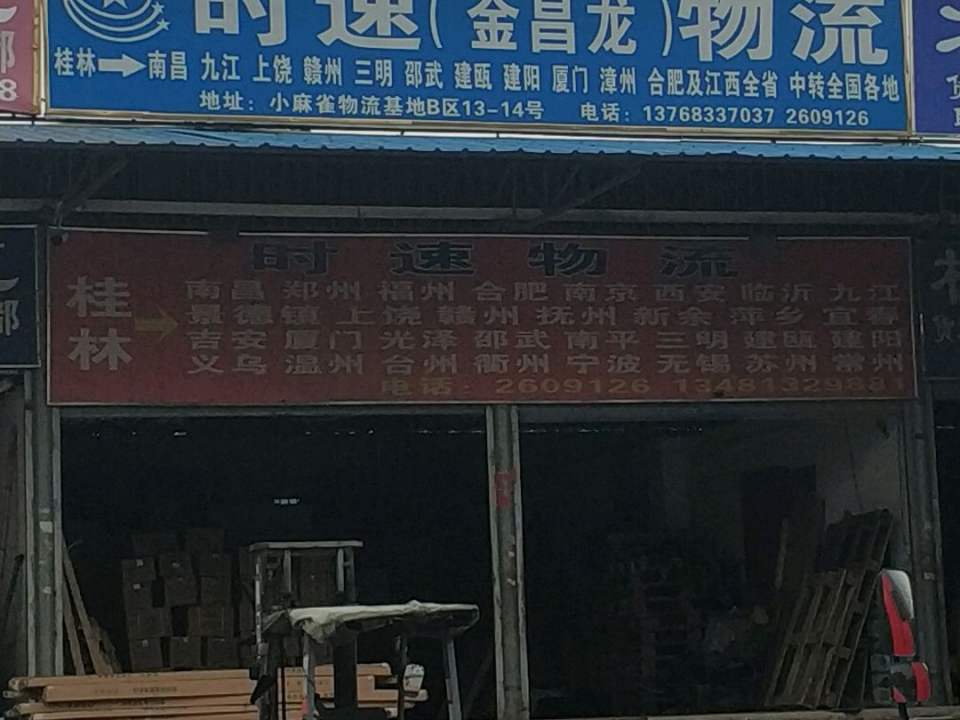 时速(金昌龙)物流
桂林→南昌 九江 上饶 赣州 三明 邵武 建瓯 建阳 厦门 漳州 合肥及江西全省 中转全国各地
地址：小麻雀物流基地B区13-14号 电话：13768337037 2609126
时速物流
桂林→
南昌 郑州 福州 合肥 南京 西安 临沂 九江
景德镇 上饶 赣州 抚州 新余 萍乡 宜春
吉安 厦门 光泽 邵武 南平 三明 建瓯 建阳
义乌 温州 台州 衢州 宁波 无锡 苏州 常州
电话：2609126 13481329881